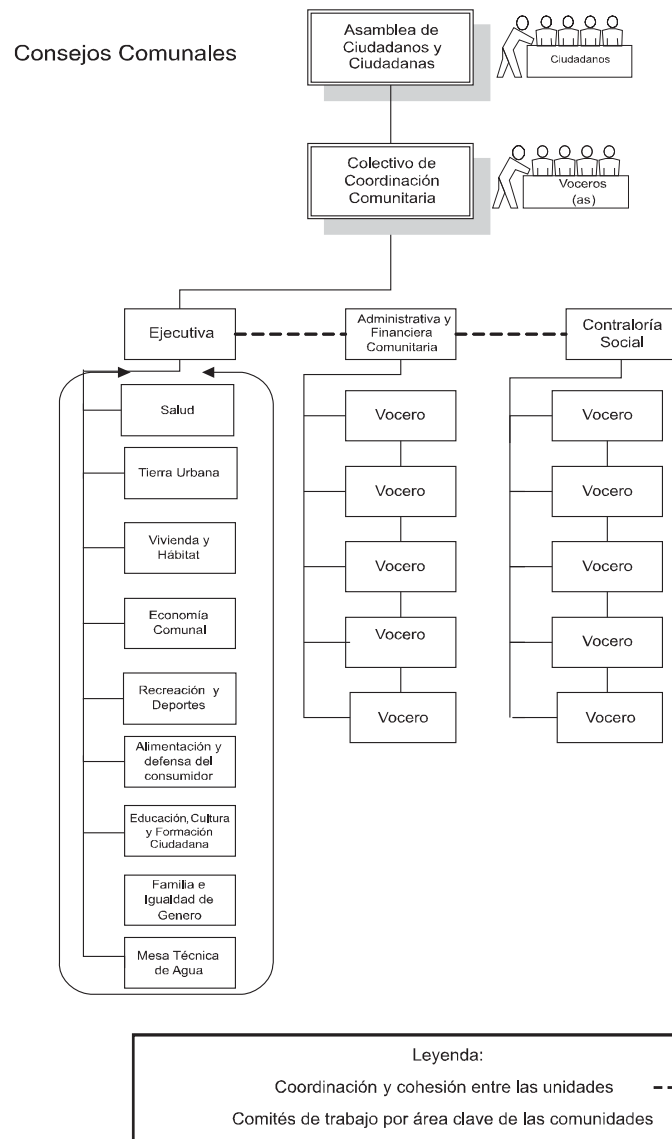 Consejos Comunales
Asamblea de
Ciudadanos y
Ciudadanas
Ciudadanos
Colectivo de
Coordinación
Comunitaria
Voceros
(as)
Ejecutiva
Administrativa y
Financiera
Comunitaria
Contraloría
Social
Salud
Tierra Urbana
Vivienda y
Hábitat
Economía
Comunal
Recreación y
Deportes
Alimentación y
defensa del
consumidor
Educación, Cultura
y Formación
Ciudadana
Familia e
Igualdad de
Genero
Mesa Técnica
de Agua
Vocero
Vocero
Vocero
Vocero
Vocero
Vocero
Vocero
Vocero
Vocero
Vocero
Leyenda:
Coordinación y cohesión entre las unidades
Comités de trabajo por área clave de las comunidades